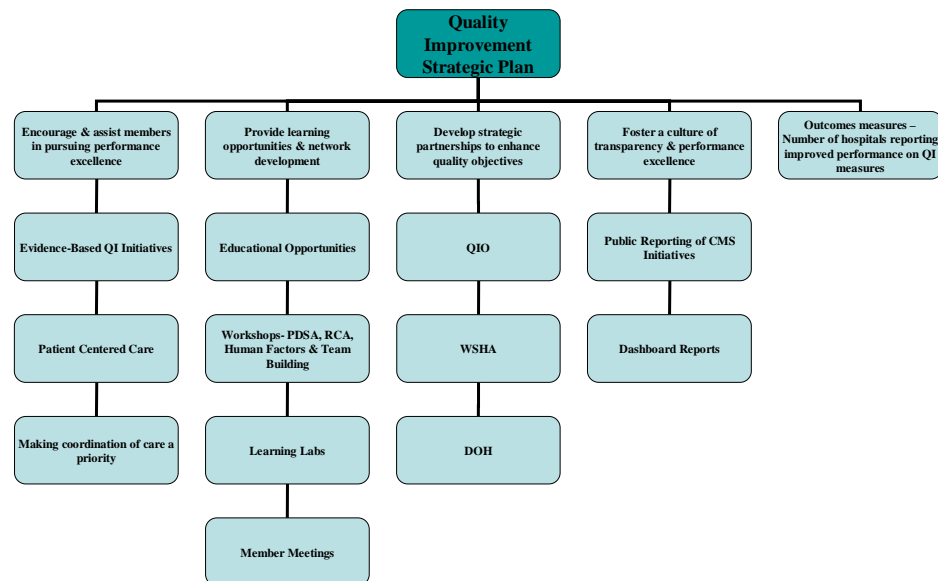 Quality
Improvement
Strategic Plan
Encourage & assist members
in pursuing performance
excellence
Provide learning
opportunities & network
development
Develop strategic
partnerships to enhance
quality objectives
Foster a culture of
transparency & performance
excellence
Outcomes measures –
Number of hospitals reporting
improved performance on QI
measures
Evidence-Based QI Initiatives
Educational Opportunities
QIO
Public Reporting of CMS
Initiatives
Patient Centered Care
Workshops- PDSA, RCA,
Human Factors & Team
Building
WSHA
Dashboard Reports
Making coordination of care a
priority
Learning Labs
DOH
Member Meetings